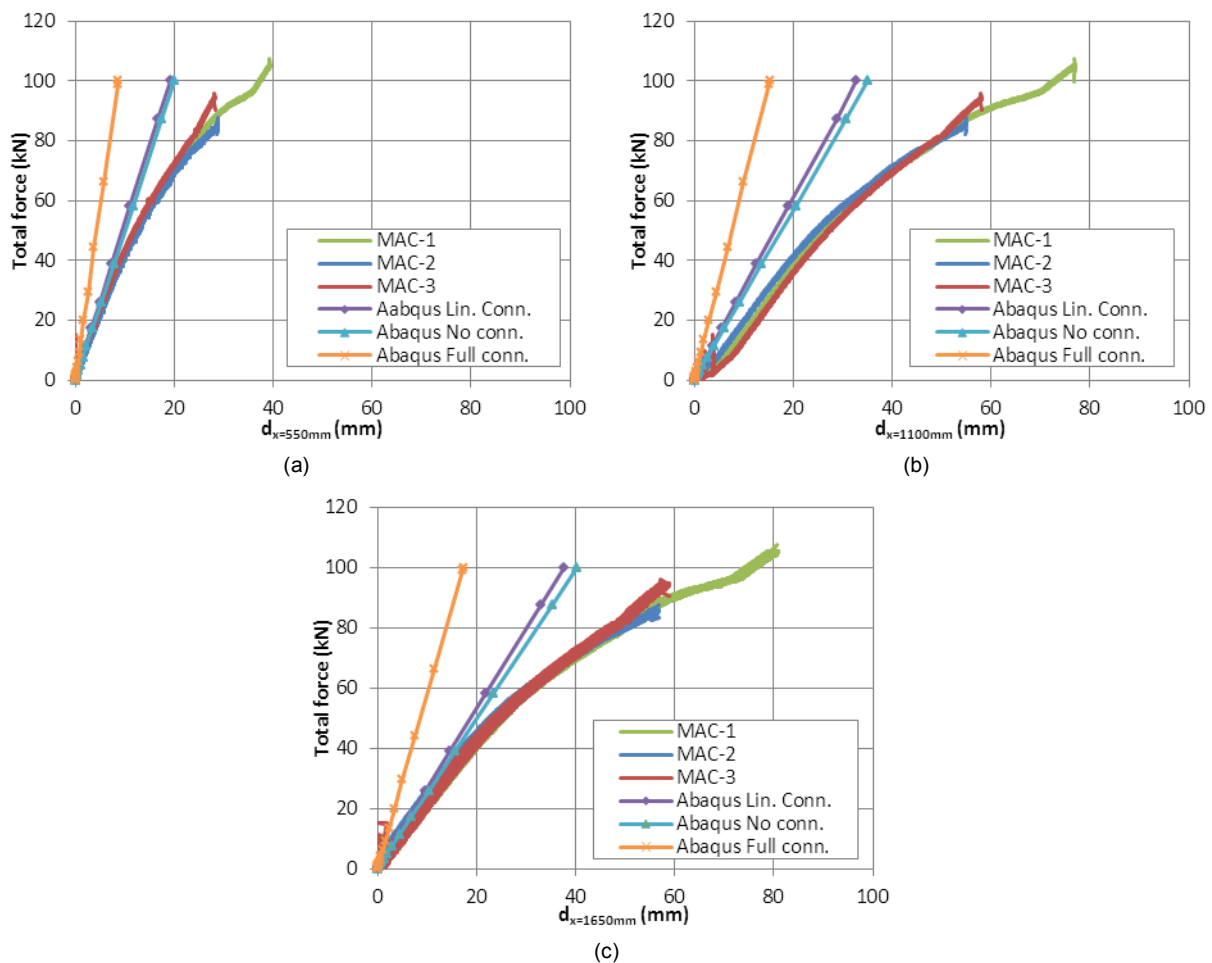 120
100
80
60
40
20
0
Total force (kN)
MAC-1
MAC-2
MAC-3
Aabqus Lin. Conn.
Abaqus No conn.
Abaqus Full conn.
0 20 40 60 80 100
dx=550mm (mm)
(a)
120
100
80
60
40
20
0
Total force (kN)
MAC-1
MAC-2
MAC-3
Abaqus Lin. Conn.
Abaqus No conn.
Abaqus Full conn.
0 20 40 60 80 100
dx=1100mm (mm)
(b)
120
100
80
60
40
20
0
Total force (kN)
MAC-1
MAC-2
MAC-3
Abaqus Lin. Conn.
Abaqus No conn.
Abaqus Full conn.
0 20 40 60 80 100
dx=1650mm (mm)
(c)